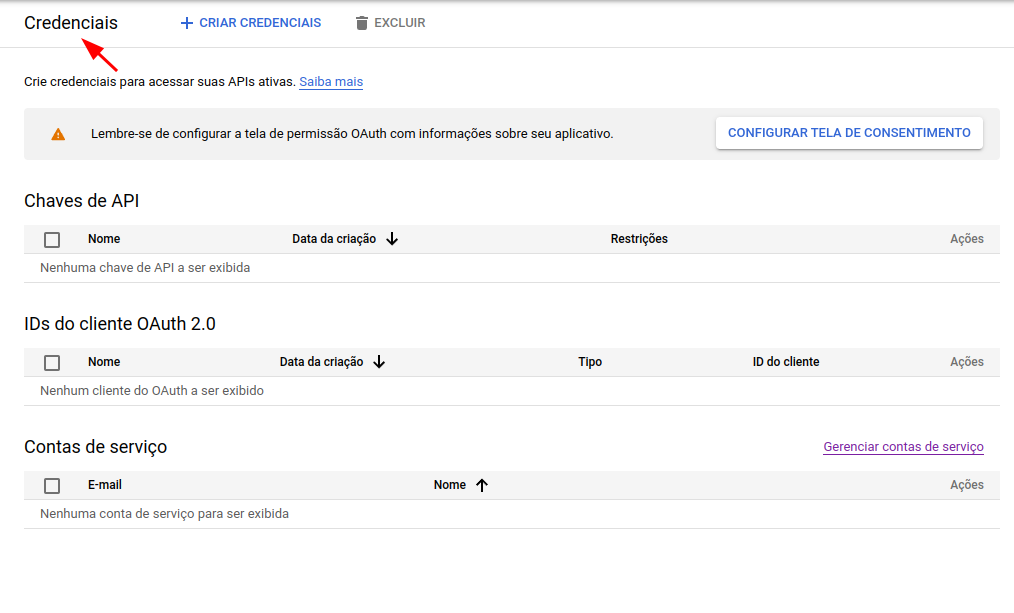 Credenciais CRIAR CREDENCIAIS EXCLUIR
Crie credenciais para acessar suas APIs ativas. Saiba mais
Lembre-se de configurar a tela de permissão OAuth com informações sobre seu aplicativo. CONFIGURAR TELA DE CONSENTIMENTO
Chaves de API
Nome Data da criação Restrições Ações
Nenhuma chave de API a ser exibida
IDs do cliente OAuth 2.0
Nome Data da criação Tipo ID do cliente Ações
Nenhum cliente do OAuth a ser exibido
Contas de serviço Gerenciar contas de serviço
E-mail Nome Ações
Nenhuma conta de serviço para ser exibida